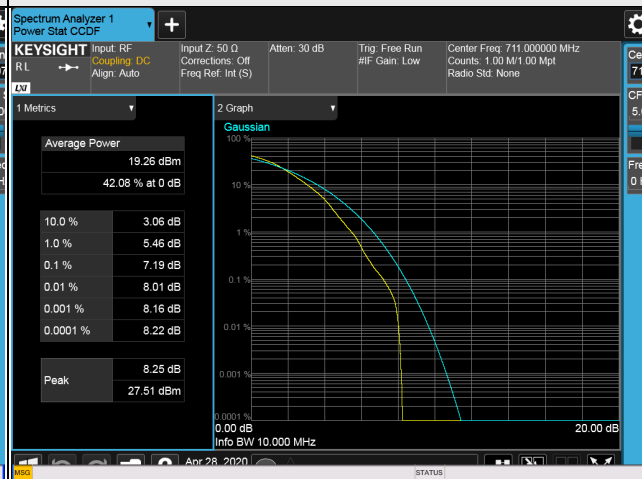 Spectrum Analyzer 1
Power Stat CCDF
KEYSIGHT
RL
LXI
Input: RF
Coupling: DC
Align: Auto
Input Z: 50 Ω
Corrections: Off
Freq Ref: Int (S)
Atten: 30 dB
Trig: Free Run
#IF Gain: Low
Center Freq: 711.000000 MHz
Counts: 1.00 M/1.00 Mpt
Radio Std: None
1 Metrics
Average Power
19.26 dBm
42.08 % at 0 dB
10.0 % 3.06 dB
1.0 % 5.46 dB
0.1 % 7.19 dB
0.01 % 8.01 dB
0.001 % 8.16 dB
0.0001 % 8.22 dB
Peak
8.25 dB
27.51 dBm
2 Graph
Gaussian
100 %
10 %
1 %
0.1 %
0.01 %
0.001 %
0.0001 %
0.00 dB
20.00 dB
Info BW 10.000 MHz
Apr 28, 2020
MSG
STATUS